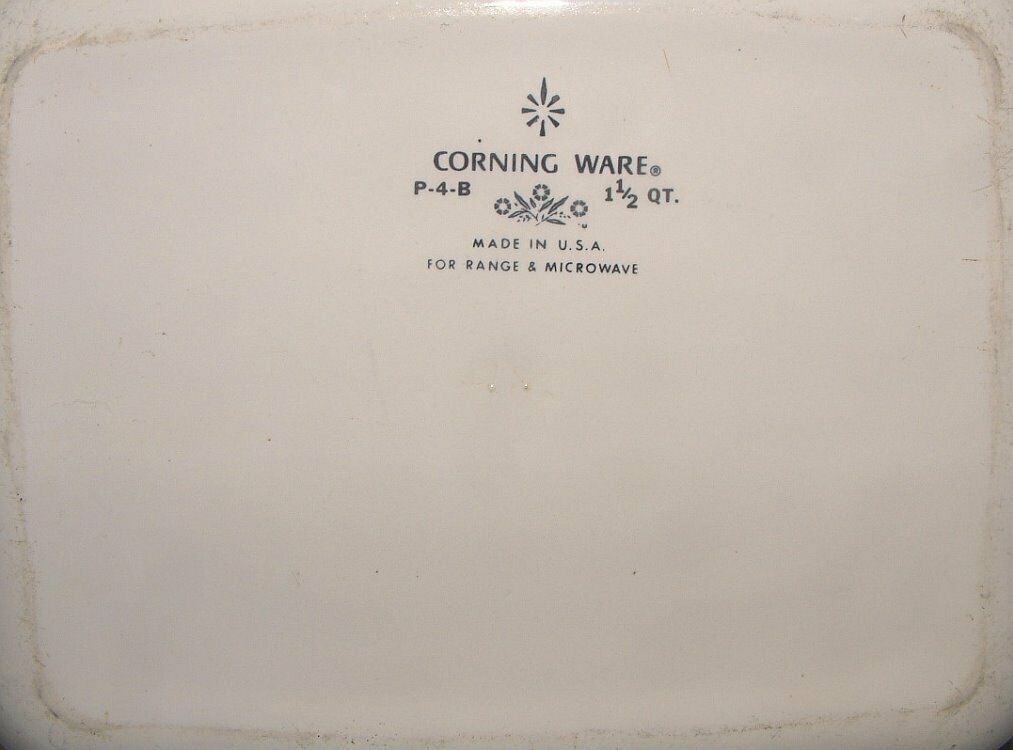 CORNING WARE®
P-4-B 1½ QT.
MADE IN U.S.A.
FOR RANGE & MICROWAVE